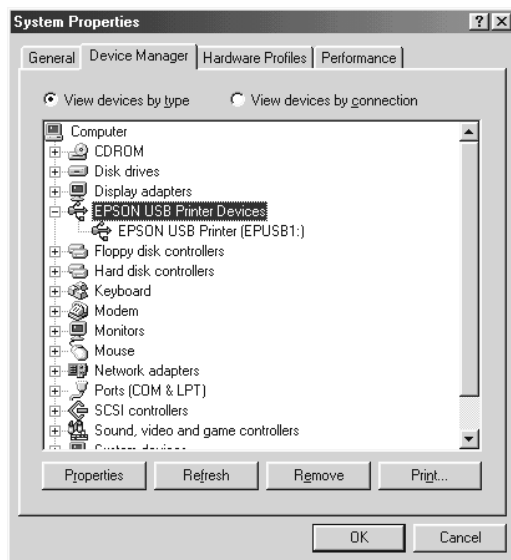 System Properties
General Device Manager Hardware Profiles Performance
View devices by type View devices by connection
Computer
CDROM
Disk drives
Display adapters
EPSON USB Printer Devices
EPSON USB Printer (EPUSB1:)
Floppy disk controllers
Hard disk controllers
Keyboard
Modem
Monitors
Mouse
Network adapters
Ports (COM & LPT)
SCSI controllers
Sound, video and game controllers
System devices
Properties Refresh Remove Print...
OK Cancel